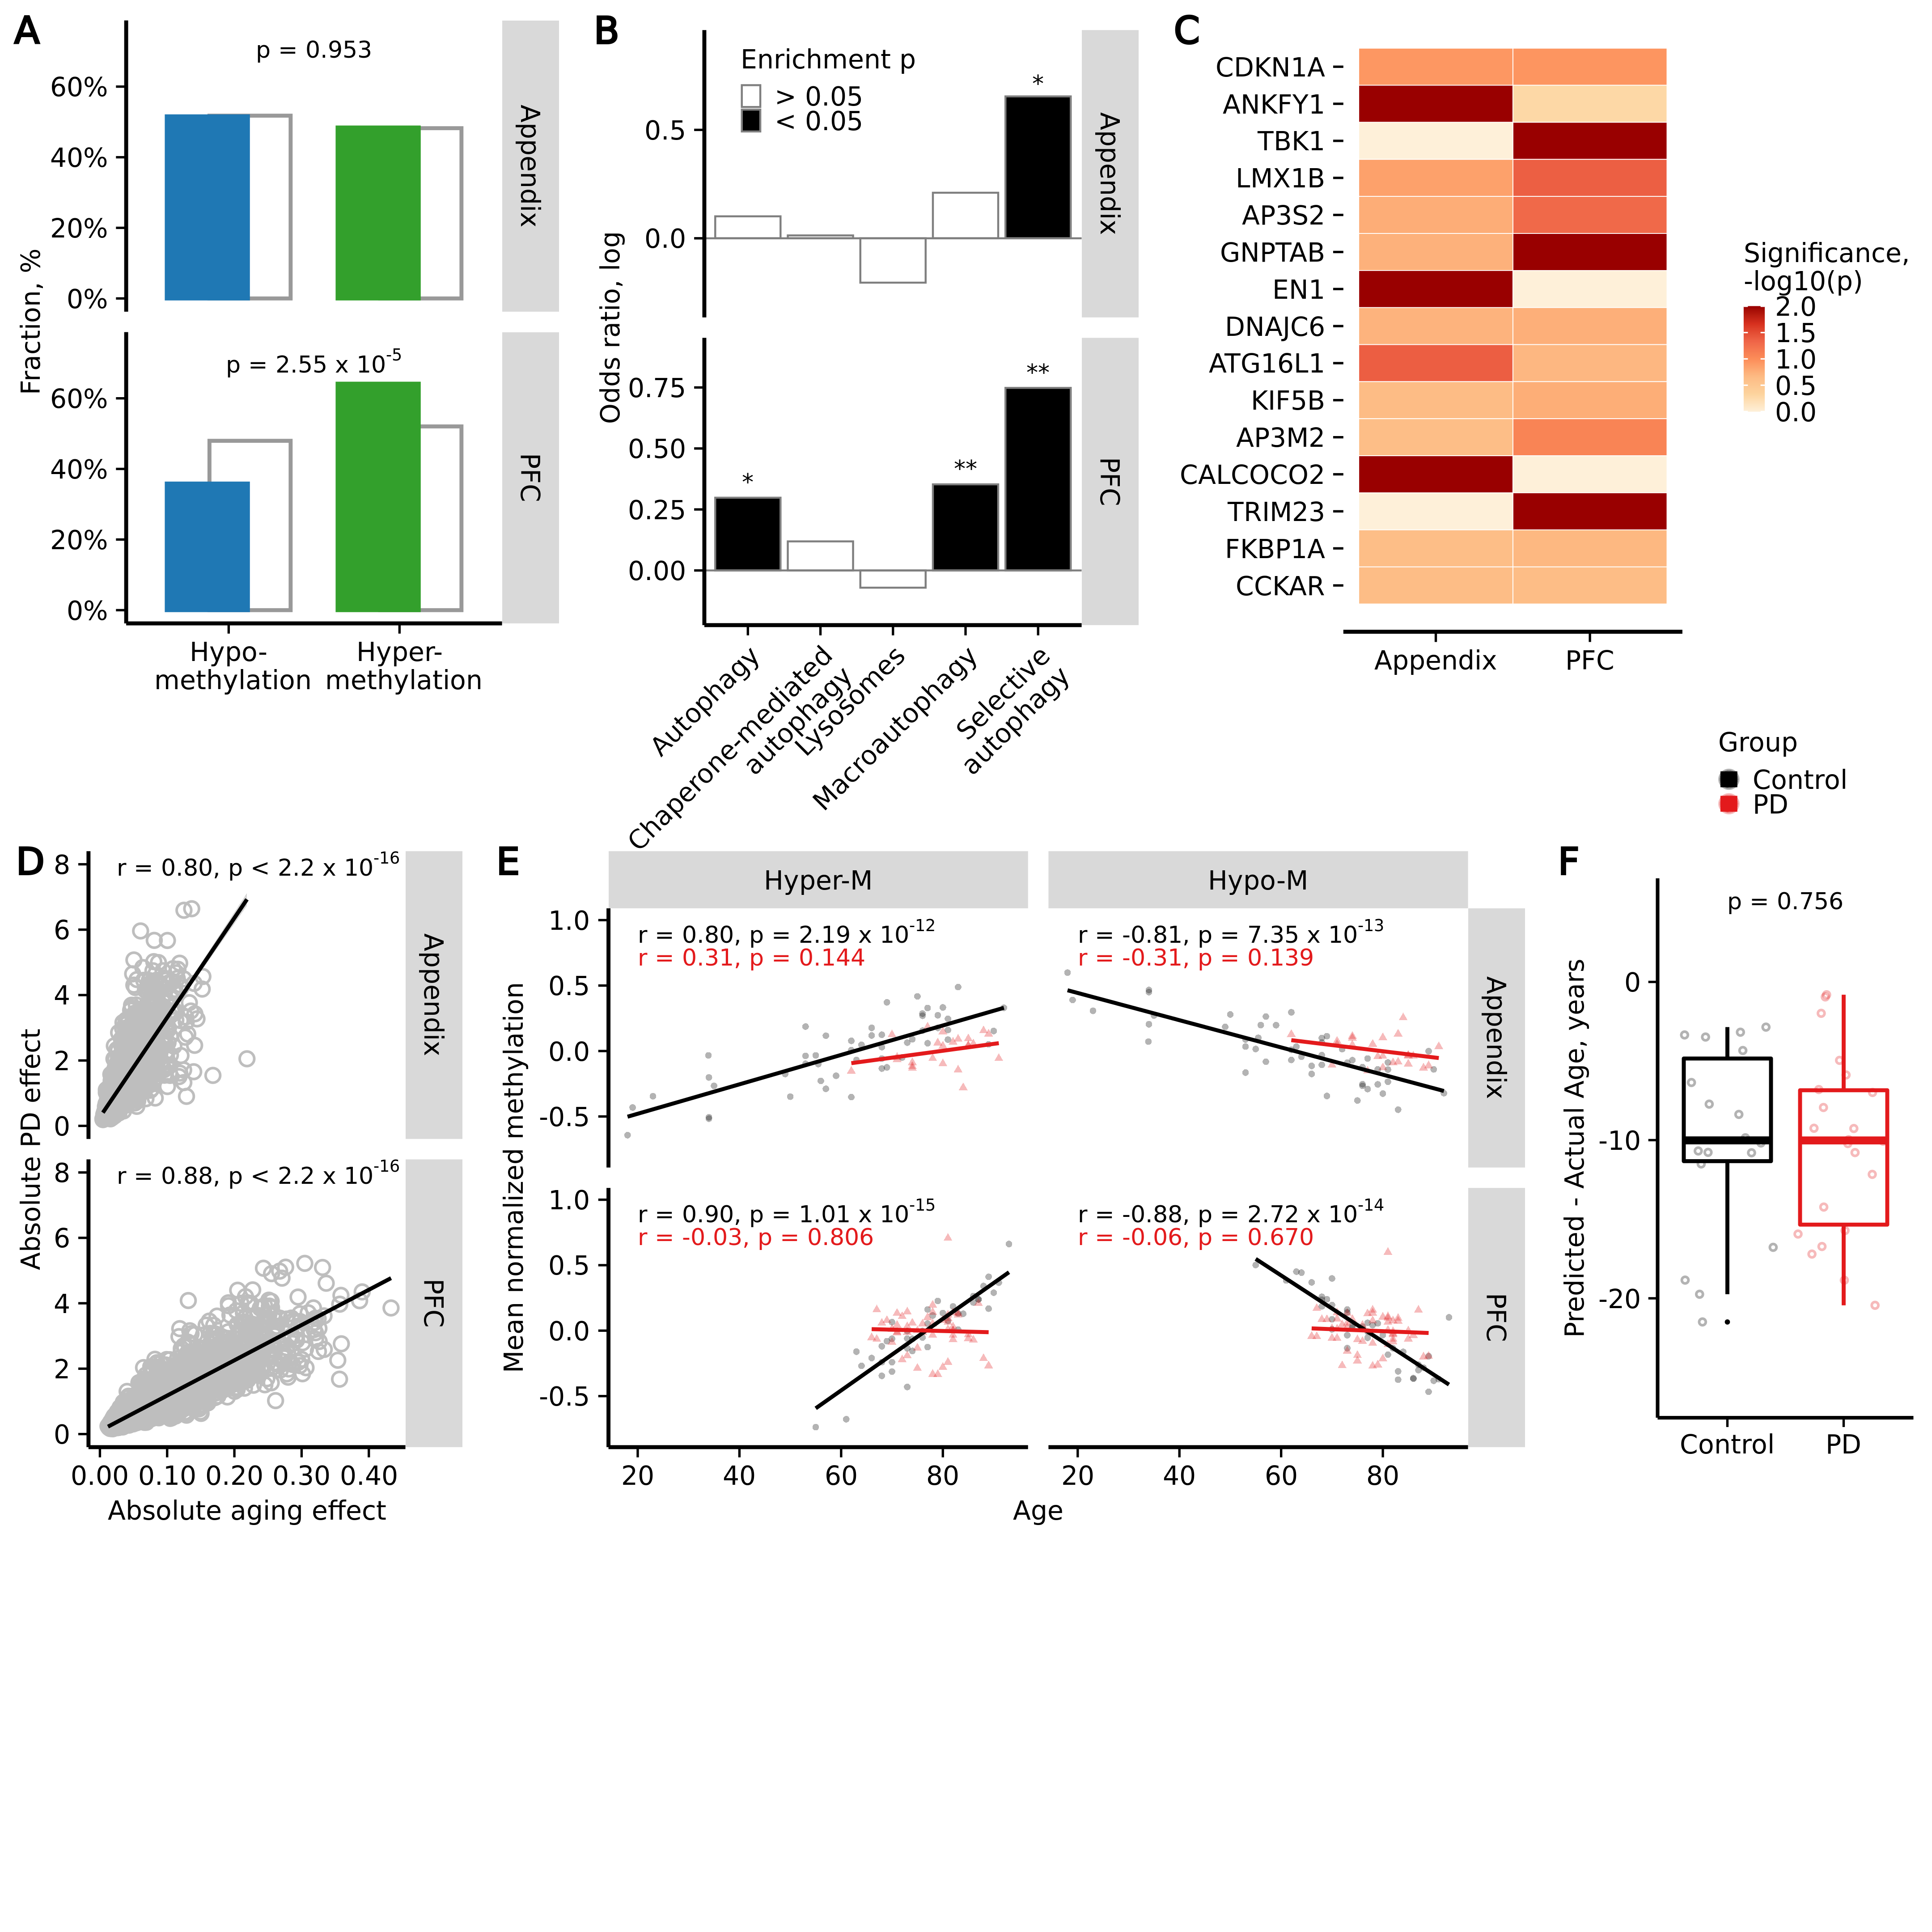 A
p = 0.953
60%
40%
20%
0%
Appendix
p = 2.55 x 10-5
60%
40%
20%
0%
PFC
Fraction, %
Hypo-
methylation
Hyper-
methylation
B
Enrichment p
> 0.05
< 0.05
*
0.5
0.0
Appendix
*
**
**
0.75
0.50
0.25
0.00
PFC
Odds ratio, log
Autophagy
Chaperone-mediated
autophagy
Lysosomes
Macroautophagy
Selective
autophagy
C
CDKN1A
ANKFY1
TBK1
LMX1B
AP3S2
GNPTAB
EN1
DNAJC6
ATG16L1
KIF5B
AP3M2
CALCOCO2
TRIM23
FKBP1A
CCKAR
Appendix
PFC
Significance,
-log10(p)
2.0
1.5
1.0
0.5
0.0
Group
Control
PD
D
r = 0.80, p < 2.2 x 10-16
8
6
4
2
0
Appendix
r = 0.88, p < 2.2 x 10-16
8
6
4
2
0
PFC
Absolute PD effect
0.00 0.10 0.20 0.30 0.40
Absolute aging effect
E
Hyper-M
Hypo-M
1.0
0.5
0.0
-0.5
r = 0.80, p = 2.19 x 10-12
r = 0.31, p = 0.144
r = -0.81, p = 7.35 x 10-13
r = -0.31, p = 0.139
Appendix
1.0
0.5
0.0
-0.5
r = 0.90, p = 1.01 x 10-15
r = -0.03, p = 0.806
r = -0.88, p = 2.72 x 10-14
r = -0.06, p = 0.670
PFC
Mean normalized methylation
20 40 60 80
20 40 60 80
Age
F
p = 0.756
0
-10
-20
Predicted - Actual Age, years
Control
PD